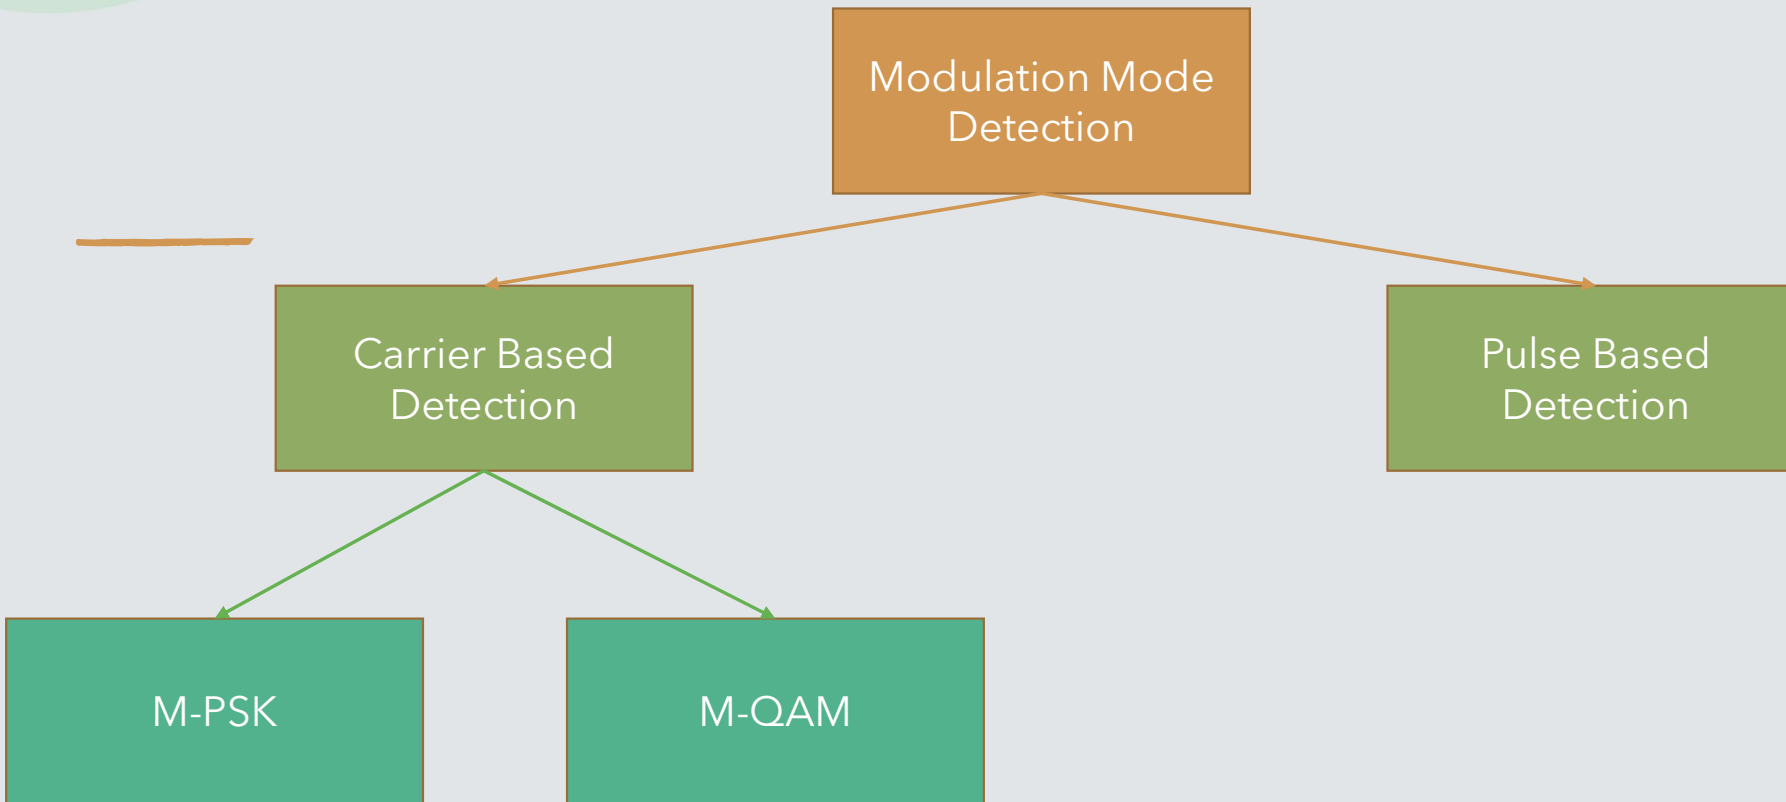 Modulation Mode
Detection
Carrier Based
Detection
Pulse Based
Detection
M-PSK
M-QAM